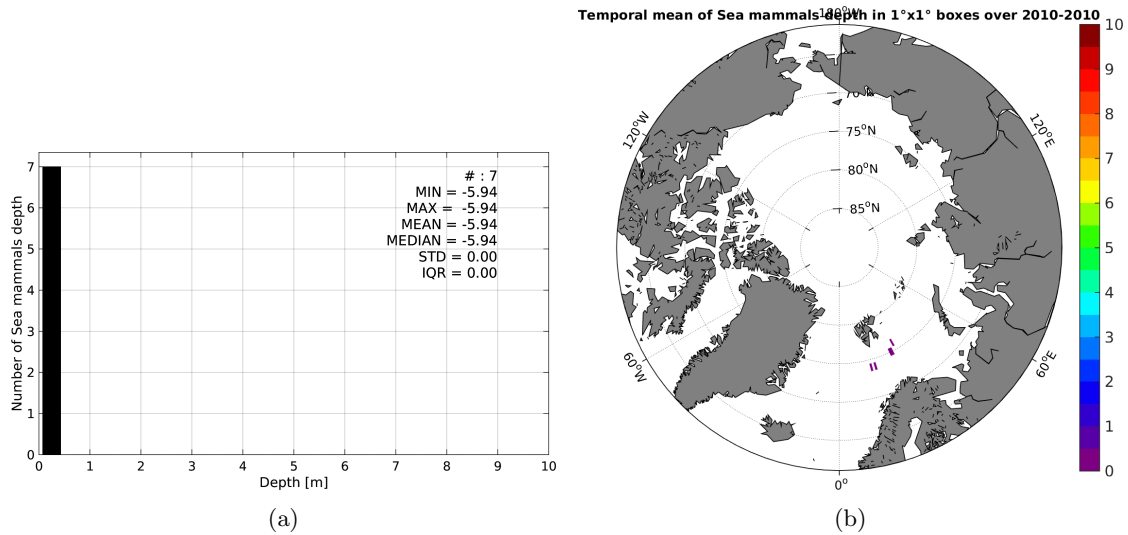 Temporal mean of Sea mammals depth in 1°x1° boxes over 2010-2010
Number of Sea mammals depth
7
6
5
4
3
2
1
0
# : 7
MIN = -5.94
MAX = -5.94
MEAN = -5.94
MEDIAN = -5.94
STD = 0.00
IQR = 0.00
0 1 2 3 4 5 6 7 8 9 10
Depth [m]
(a)
180°W
120°W
120°E
75°N
80°N
85°N
60°W
60°E
0°
10
9
8
7
6
5
4
3
2
1
0
(b)